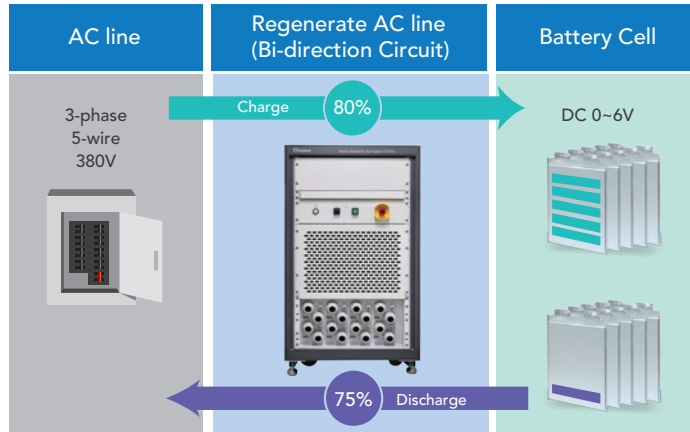 AC line
Regenerate AC line
(Bi-direction Circuit)
Battery Cell
Charge
80%
3-phase
5-wire
380V
DC 0~6V
Chroma
75%
Discharge